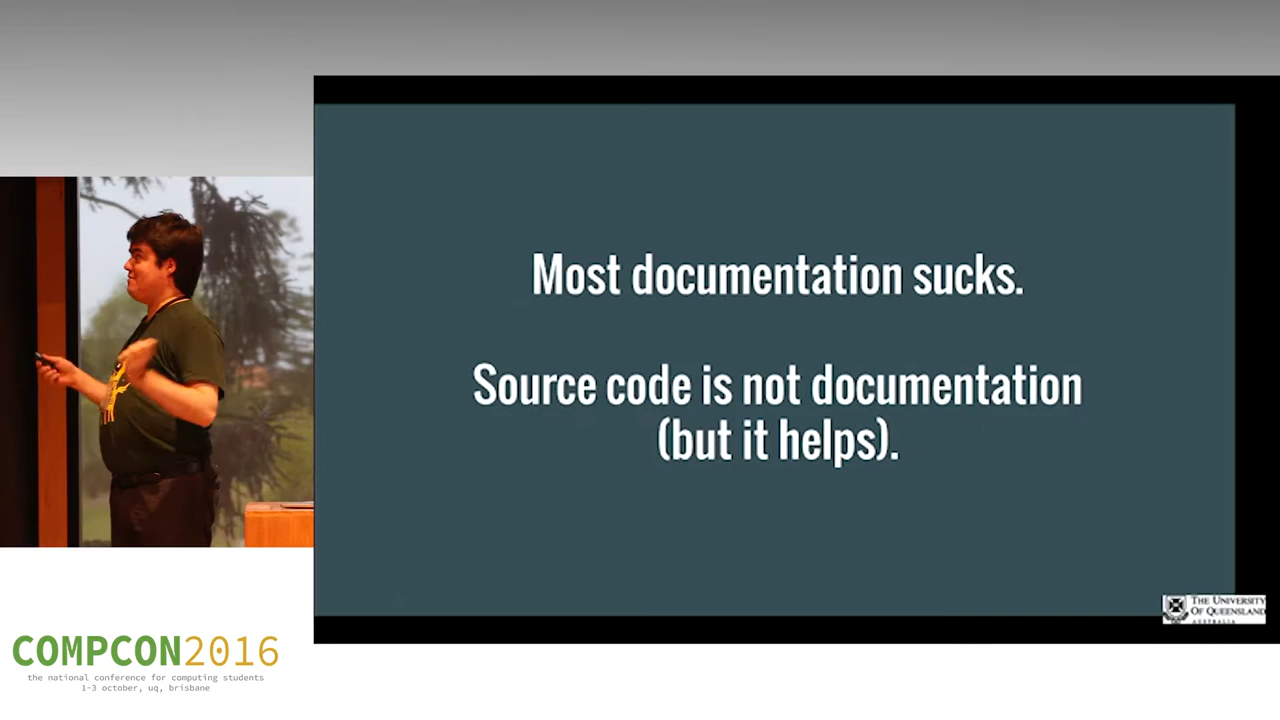 Most documentation sucks.
Source code is not documentation
(but it helps).
THE UNIVERSITY
OF QUEENSLAND
AUSTRALIA
COMPCON2016
the national conference for computing students
1-3 october, uq, brisbane